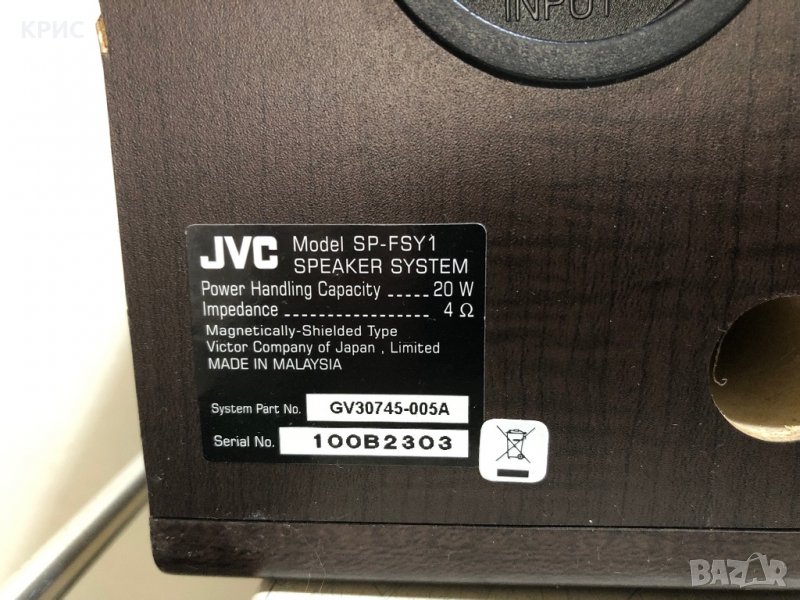 КРИС
INPUT
JVC Model SP-FSY1
SPEAKER SYSTEM
Power Handling Capacity ..... 20 W
Impedance ................. 4 Ω
Magnetically-Shielded Type
Victor Company of Japan , Limited
MADE IN MALAYSIA
System Part No. GV30745-005A
Serial No. 100B2303
BAZAR